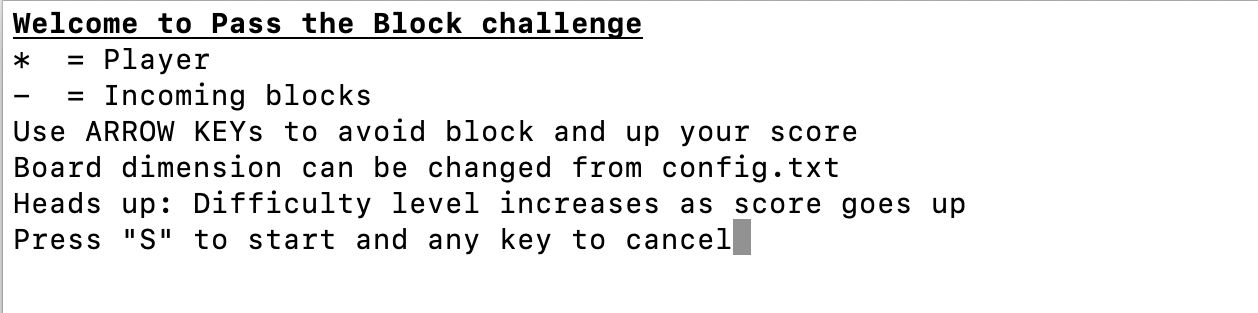 Welcome to Pass the Block challenge
*  = Player
-  = Incoming blocks
Use ARROW KEYs to avoid block and up your score
Board dimension can be changed from config.txt
Heads up: Difficulty level increases as score goes up
Press "S" to start and any key to cancel